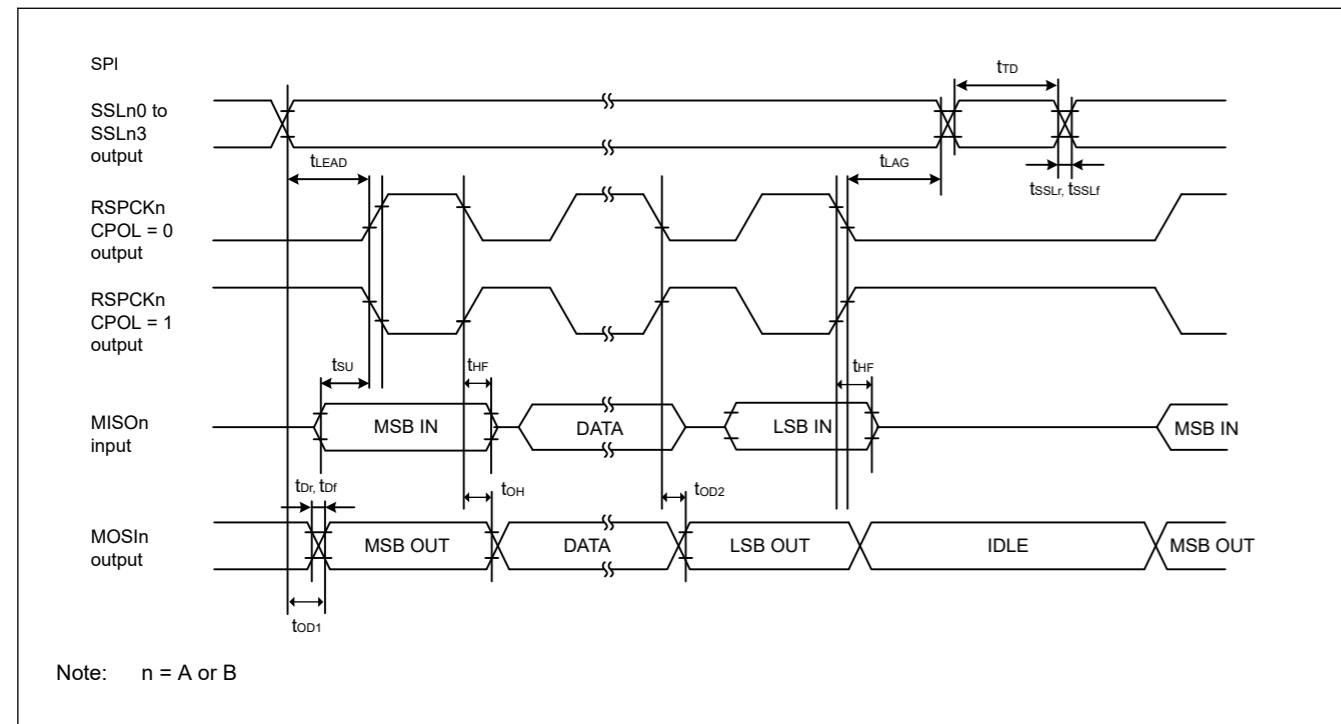 SPI
tTD
SSLn0 to
SSLn3
output
tLEAD
tLAG
tSSLr, tSSLf
RSPCKn
CPOL = 0
output
RSPCKn
CPOL = 1
output
tSU
tHF
tHF
MISOn
input
MSB IN
DATA
LSB IN
MSB IN
tDr, tDf
tOH
tOD2
MOSIn
output
MSB OUT
DATA
LSB OUT
IDLE
MSB OUT
tOD1
Note: n = A or B